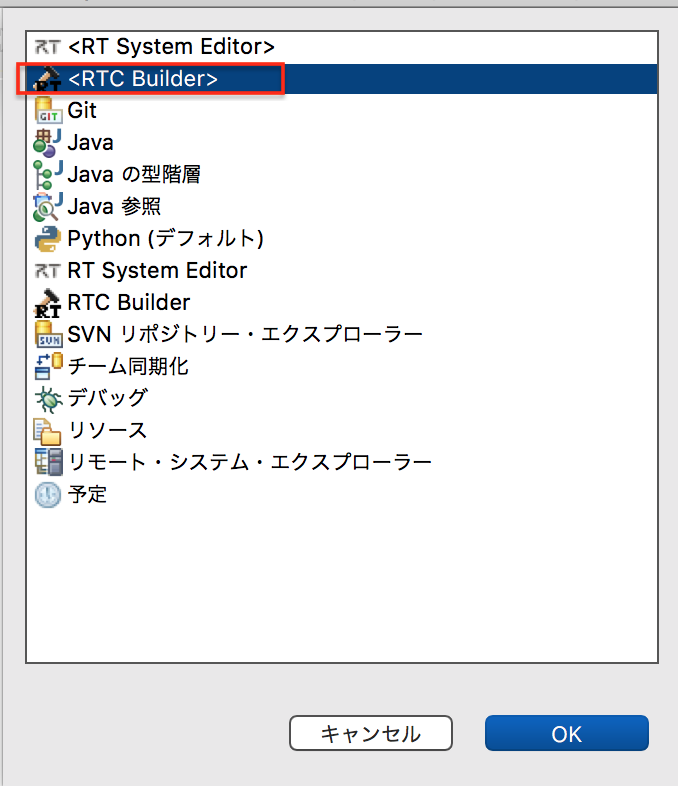 <RT System Editor>
<RTC Builder>
Git
Java
Java の型階層
Java 参照
Python (デフォルト)
RT System Editor
RTC Builder
SVN リポジトリー・エクスプローラー
チーム同期化
デバッグ
リソース
リモート・システム・エクスプローラー
予定
キャンセル
OK